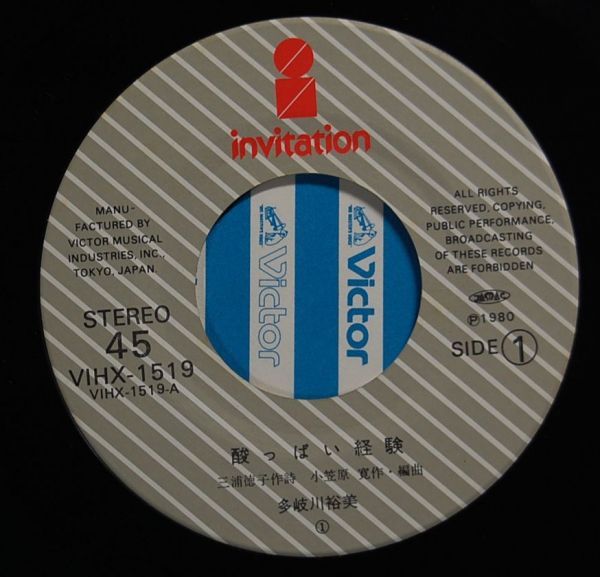 invitation
MANU-
FACTURED BY
VICTOR MUSICAL
INDUSTRIES, INC.,
TOKYO, JAPAN.
ALL RIGHTS
RESERVED, COPYING,
PUBLIC PERFORMANCE,
BROADCASTING
OF THESE RECORDS
ARE FORBIDDEN
STEREO
45
VIHX-1519
VIHX-1519-A
JASRAC
Ⓟ1980
SIDE ①
Victor
Victor
酸っぱい経験
三浦徳子作詩 小笠原 寛作・編曲
多岐川裕美
①